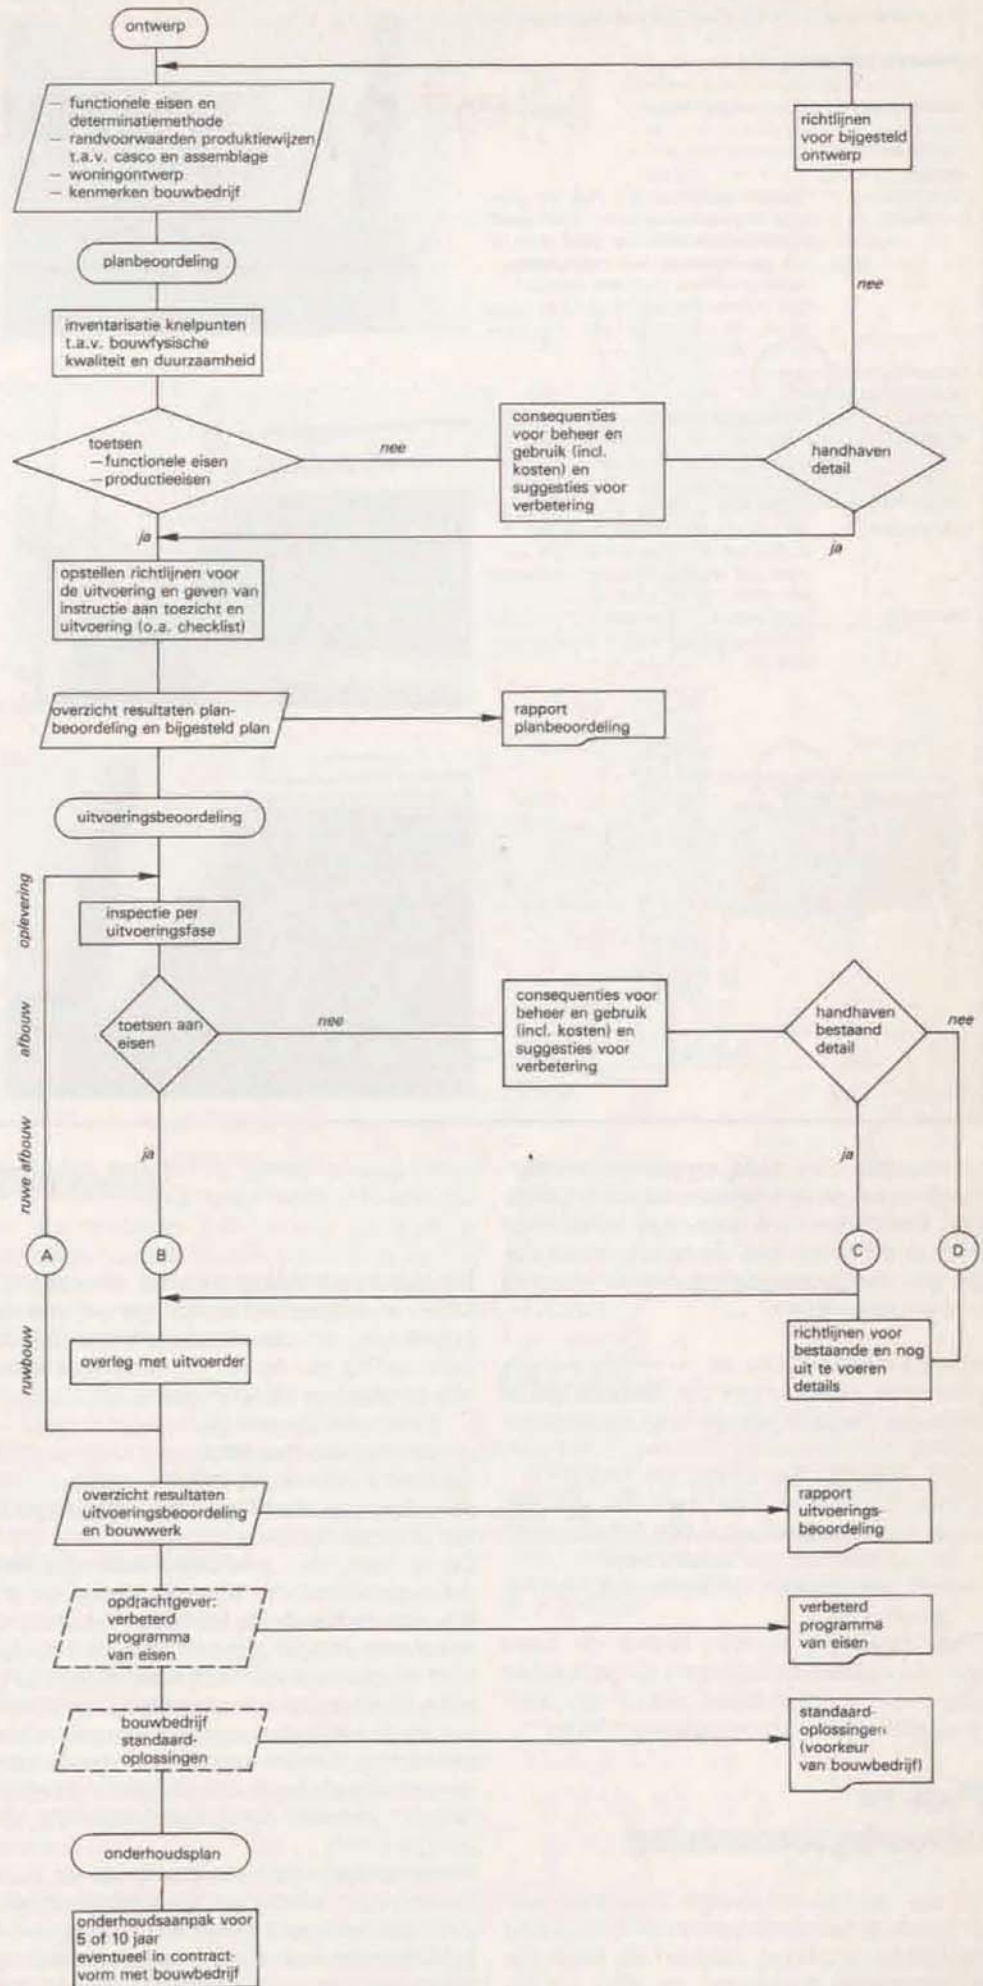 ontwerp
— functionele eisen en
determinatiemethode
— randvoorwaarden produktiewijzen
t.a.v. casco en assemblage
— woningontwerp
— kenmerken bouwbedrijf
richtlijnen
voor bijgesteld
ontwerp
planbeoordeling
nee
inventarisatie knelpunten
t.a.v. bouwfysische
kwaliteit en duurzaamheid
toetsen
— functionele eisen
— productieeisen
nee
consequenties
voor beheer en
gebruik (incl.
kosten) en
suggesties voor
verbetering
handhaven
detail
ja
ja
opstellen richtlijnen voor
de uitvoering en geven van
instructie aan toezicht en
uitvoering (o.a. checklist)
overzicht resultaten plan-
beoordeling en bijgesteld plan
rapport
planbeoordeling
uitvoeringsbeoordeling
oplevering
inspectie per
uitvoeringsfase
afbouw
toetsen aan
eisen
nee
consequenties voor
beheer en gebruik
(incl. kosten) en
suggesties voor
verbetering
handhaven
bestaand
detail
nee
ruwe afbouw
ja
ja
A
B
C
D
ruwbouw
overleg met uitvoerder
richtlijnen voor
bestaande en nog
uit te voeren
details
overzicht resultaten
uitvoeringsbeoordeling
en bouwwerk
rapport
uitvoerings-
beoordeling
opdrachtgever:
verbeterd
programma
van eisen
verbeterd
programma
van eisen
bouwbedrijf
standaard-
oplossingen
standaard-
oplossingen
(voorkeur
van bouwbedrijf)
onderhoudsplan
onderhoudsaanpak voor
5 of 10 jaar
eventueel in contract-
vorm met bouwbedrijf